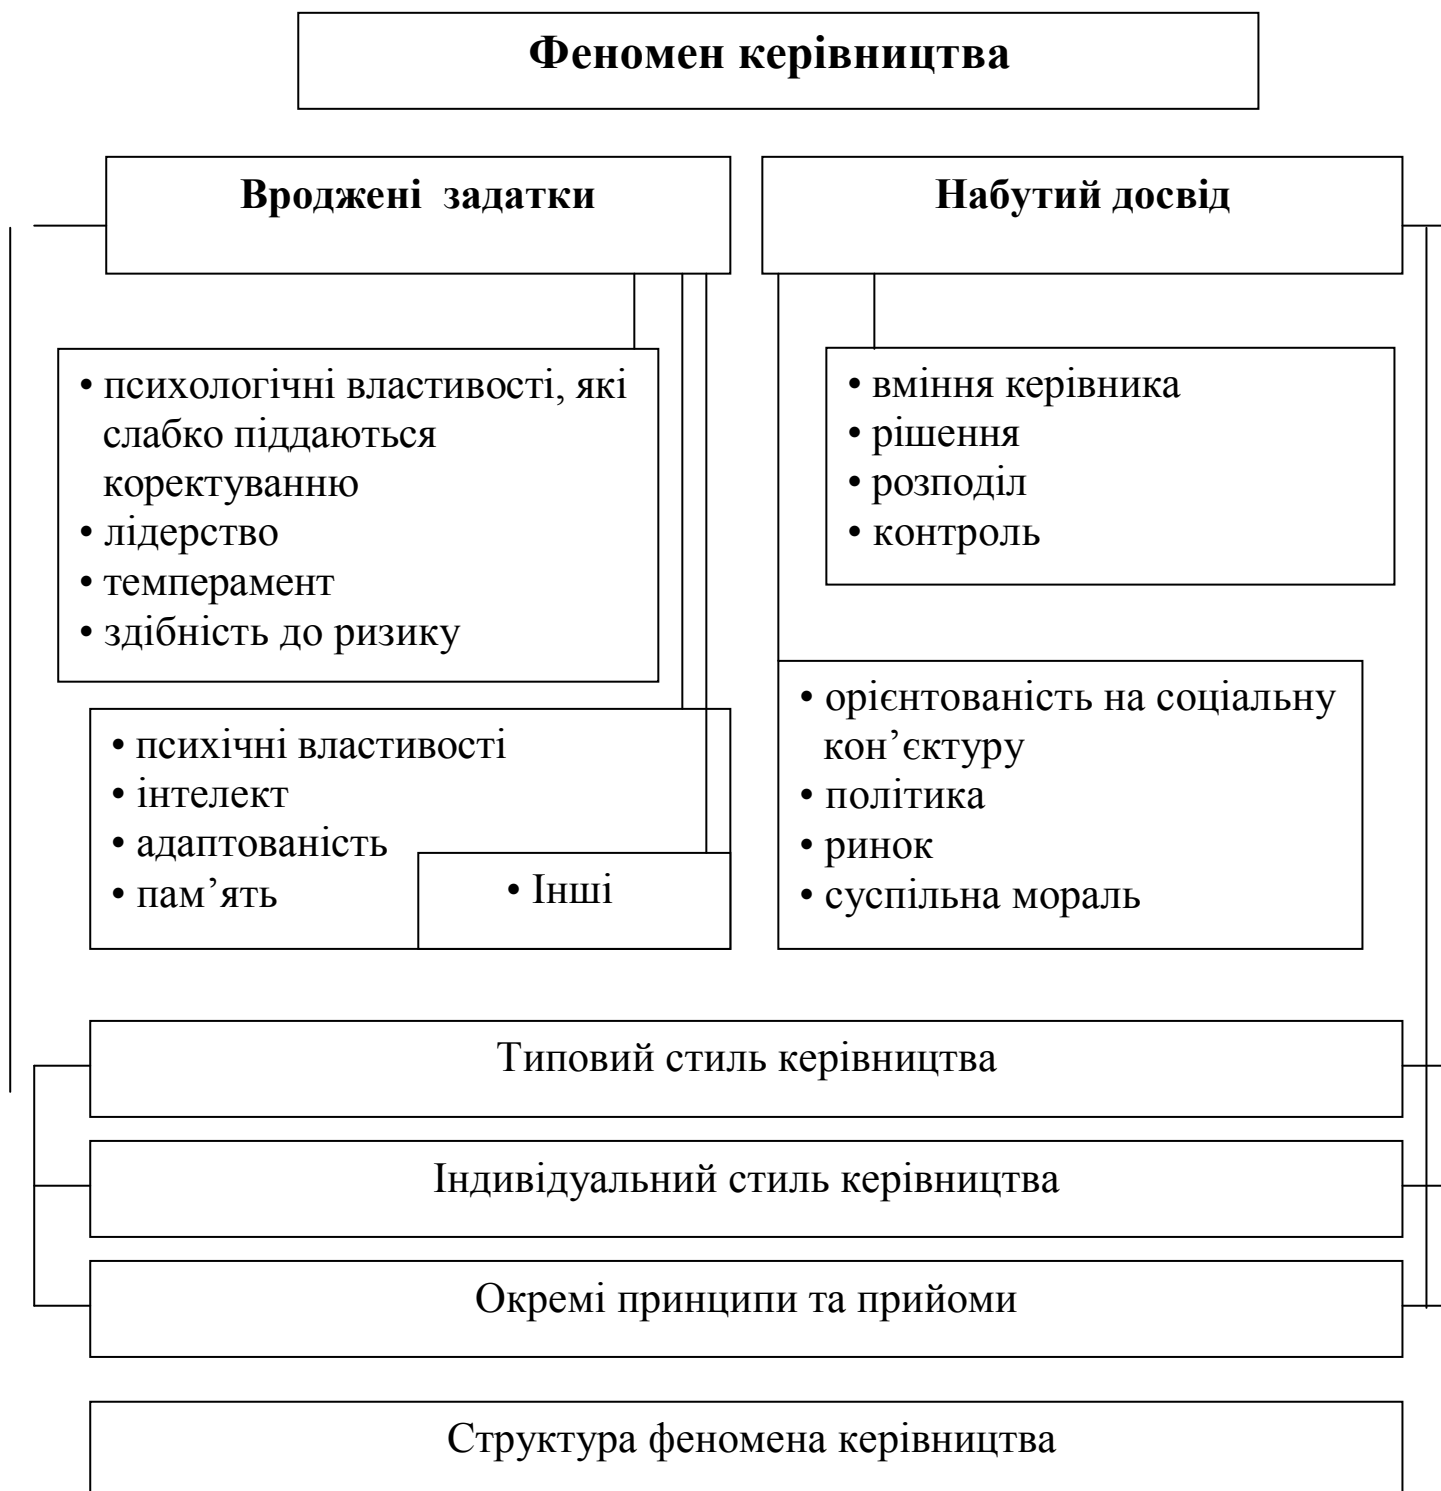 Феномен керівництва
Вроджені задатки
Набутий досвід
• психологічні властивості, які
слабко піддаються
коректуванню
• лідерство
• темперамент
• здібність до ризику
• вміння керівника
• рішення
• розподіл
• контроль
• психічні властивості
• інтелект
• адаптованість
• пам’ять
• Інші
• орієнтованість на соціальну
кон’єктуру
• політика
• ринок
• суспільна мораль
Типовий стиль керівництва
Індивідуальний стиль керівництва
Окремі принципи та прийоми
Структура феномена керівництва